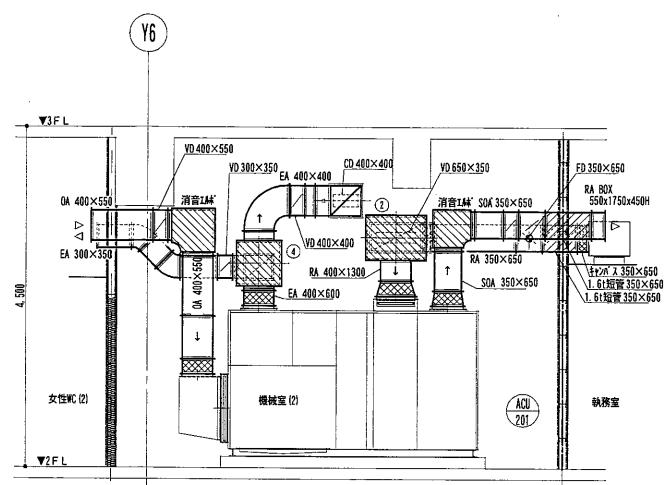 Y6
▼3FL
VD 400×550
VD 300×350
EA 400×400
CD 400×400
VD 650×350
FD 350×650
RA BOX
550x1750x450H
OA 400×550
消音ｴﾙﾎﾞ
②
消音ｴﾙﾎﾞ
SOA 350×650
EA 300×350
④
VD 400×400
RA 400×1300
RA 350×650
SOA 350×650
ｷｬﾝﾊﾞｽ 350×650
1.6t短管 350×650
1.6t短管 350×650
OA 400×550
EA 400×600
4,500
女性WC(2)
機械室(2)
ACU
201
執務室
▼2FL